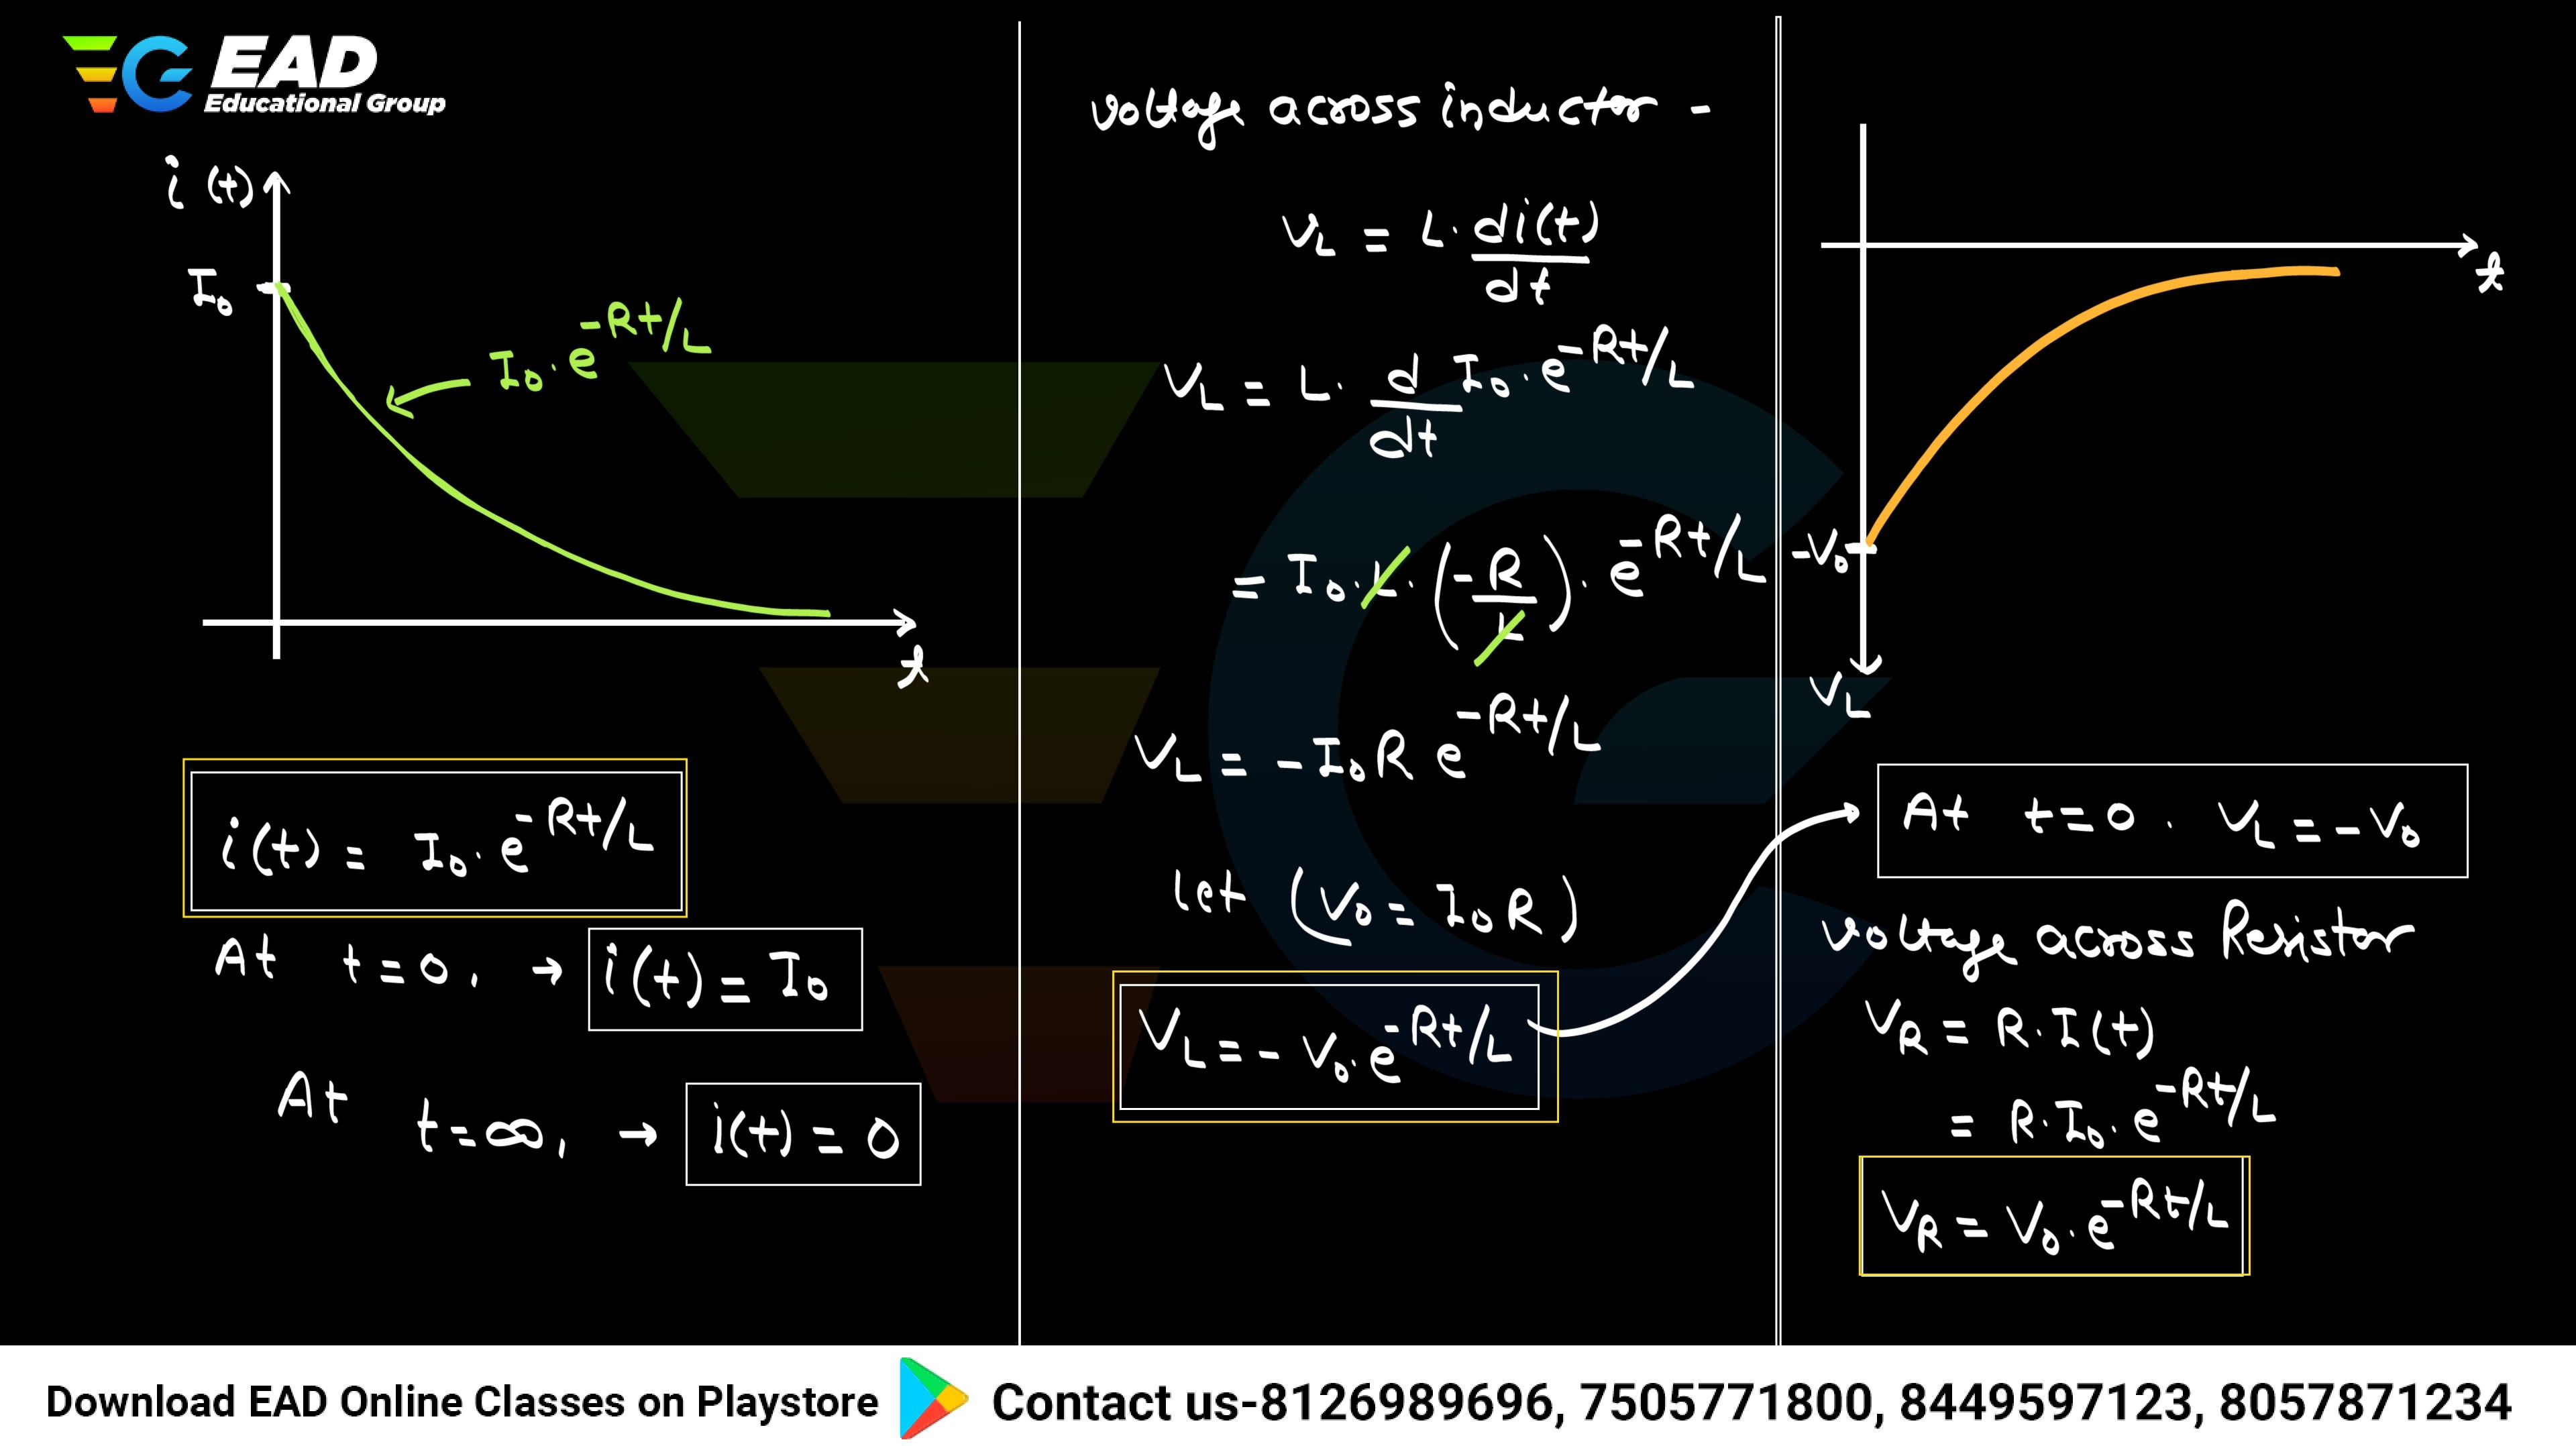 EAD
Educational Group
i(t)
I₀
I₀·e^(-Rt/L)
t
i(t) = I₀·e^(-Rt/L)
At t=0, → i(t) = I₀
At t=∞, → i(t) = 0
voltage across inductor -
V_L = L· di(t)/dt
V_L = L· d/dt I₀·e^(-Rt/L)
= I₀·L·(-R/L)·e^(-Rt/L)
V_L = -I₀R e^(-Rt/L)
let (V₀ = I₀R)
V_L = -V₀·e^(-Rt/L)
t
-V₀
V_L
At t=0. V_L = -V₀
voltage across Resistor
V_R = R·I(t)
= R·I₀·e^(-Rt/L)
V_R = V₀·e^(-Rt/L)
Download EAD Online Classes on Playstore Contact us-8126989696, 7505771800, 8449597123, 8057871234